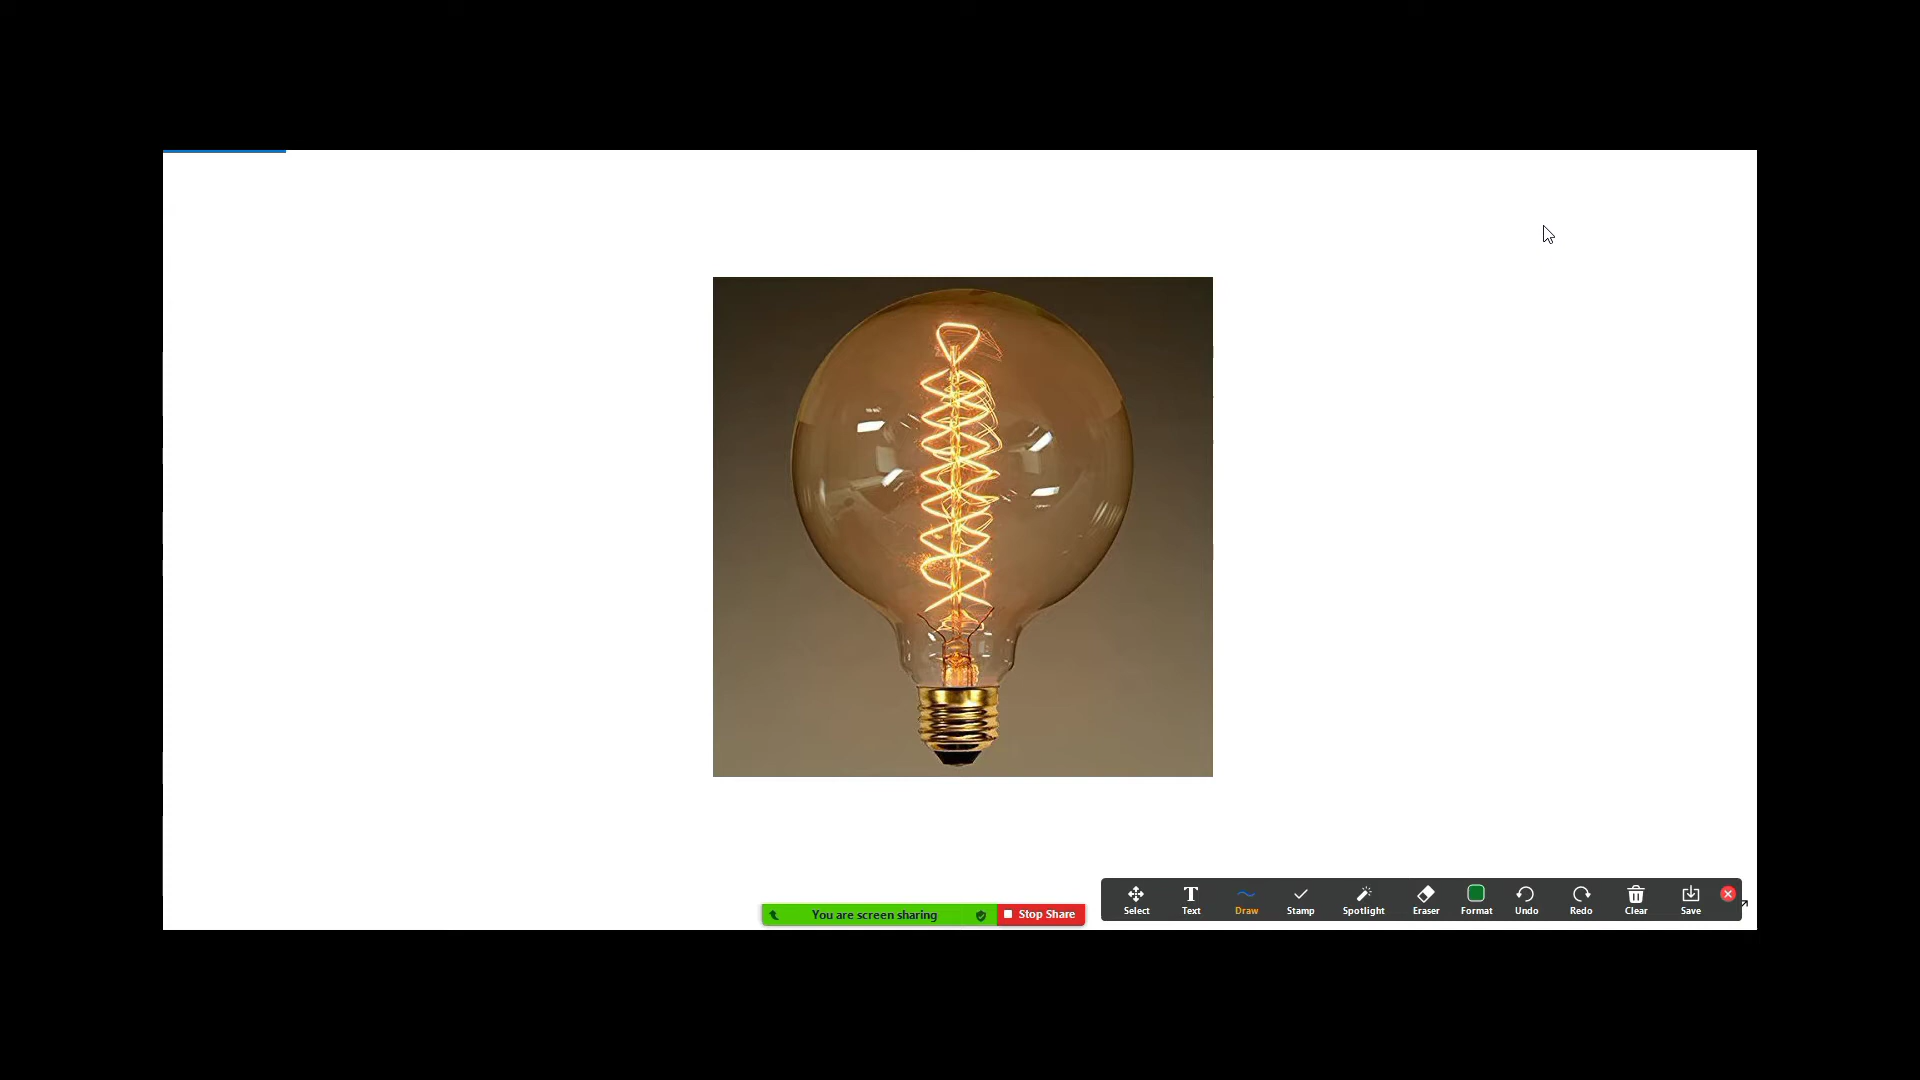 You are screen sharing
Stop Share
Select
Text
Draw
Stamp
Spotlight
Eraser
Format
Undo
Redo
Clear
Save